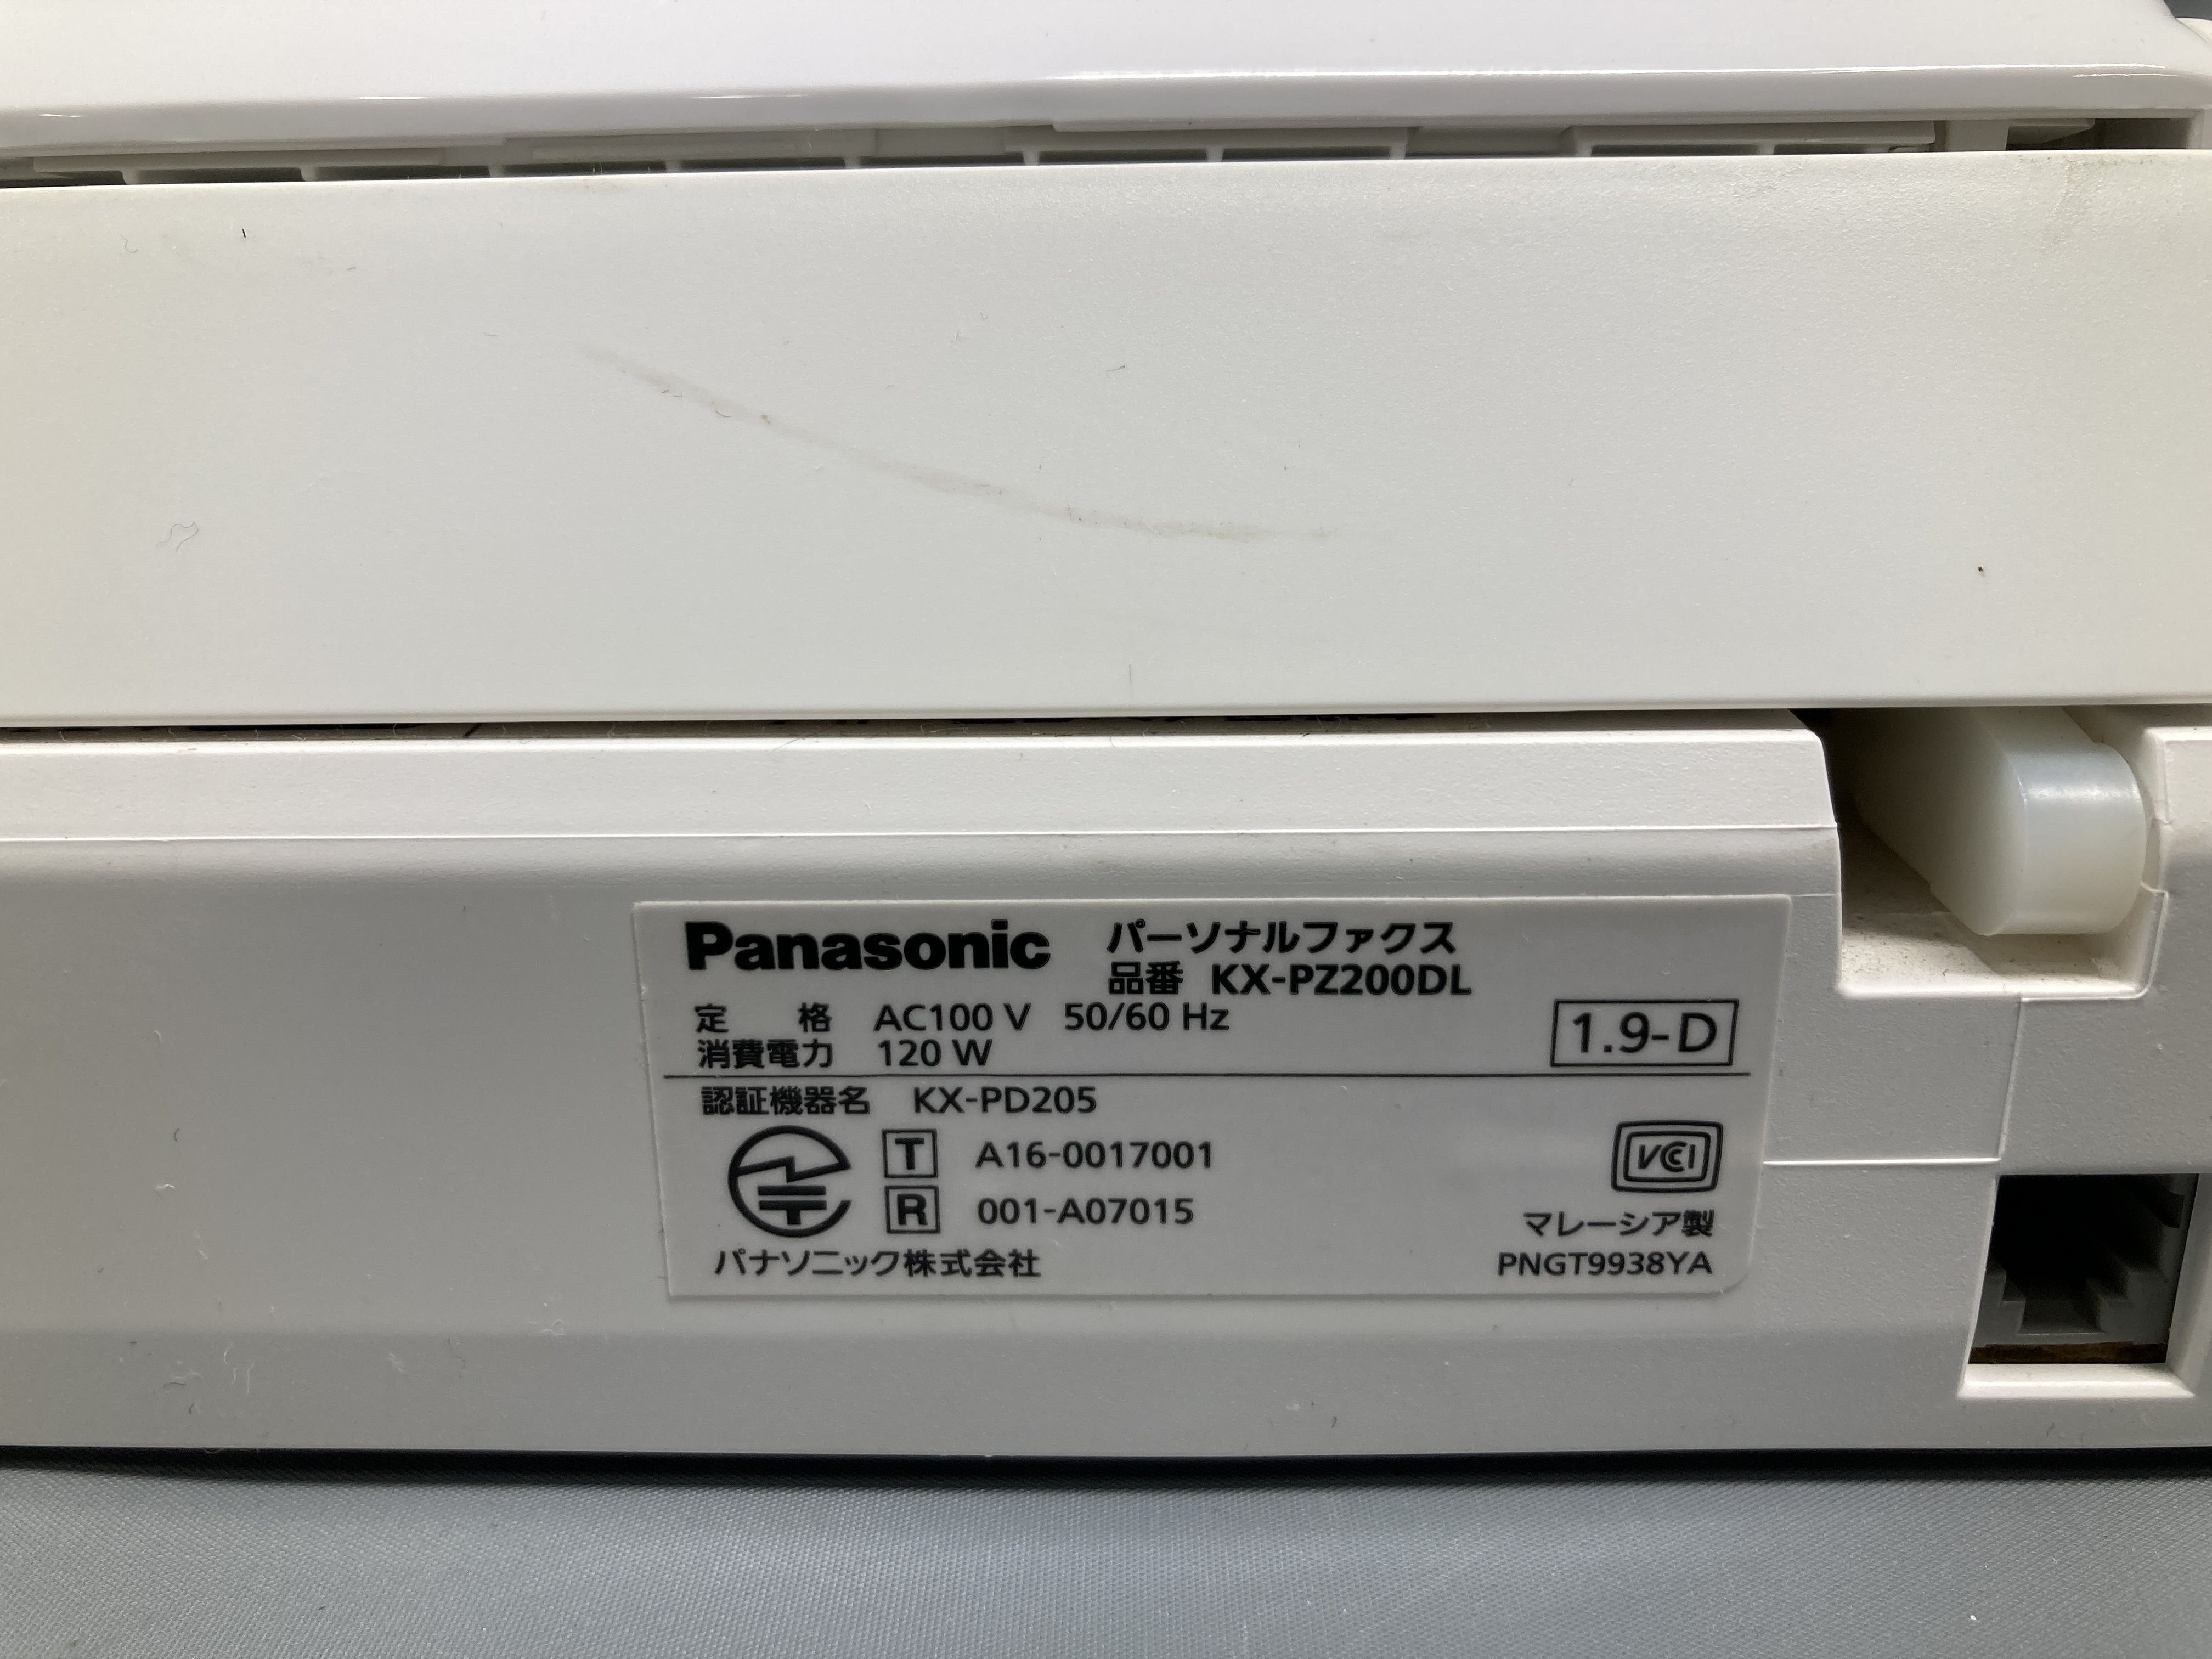 Panasonic パーソナルファクス
品番 KX-PZ200DL
定 格 AC100 V 50/60 Hz
消費電力 120 W
1.9-D
認証機器名 KX-PD205
T A16-0017001
R 001-A07015
VCCI
マレーシア製
パナソニック株式会社
PNGT9938YA